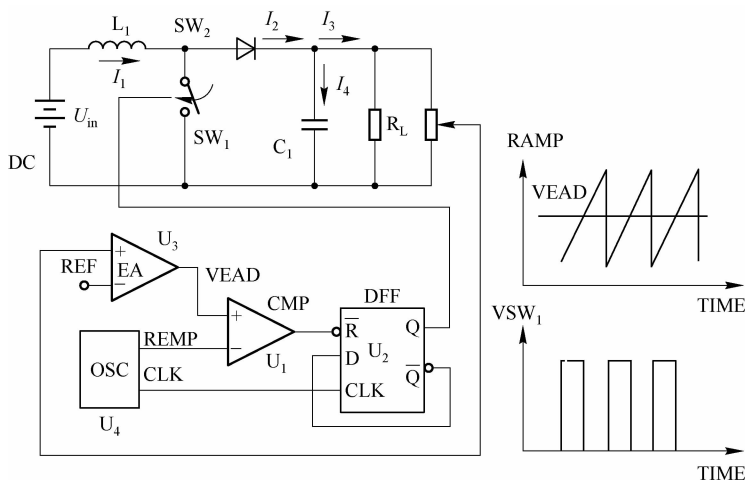 L1
SW2
I1
I2
I3
I4
Uin
SW1
C1
RL
DC
RAMP
VEAD
TIME
U3
REF
+
EA
−
VEAD
CMP
DFF
+
−
U1
R̅
Q
D
U2
Q̅
CLK
REMP
OSC
CLK
U4
VSW1
TIME